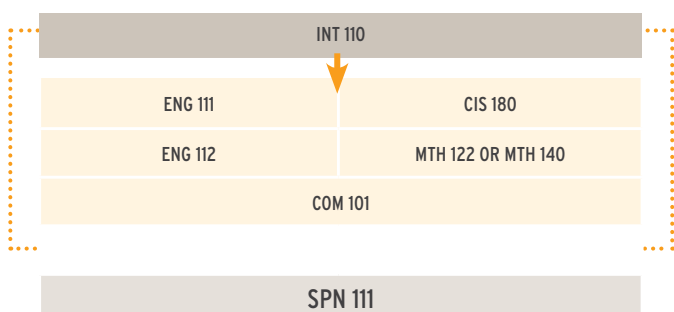 INT 110
ENG 111 CIS 180
ENG 112 MTH 122 OR MTH 140
COM 101
SPN 111